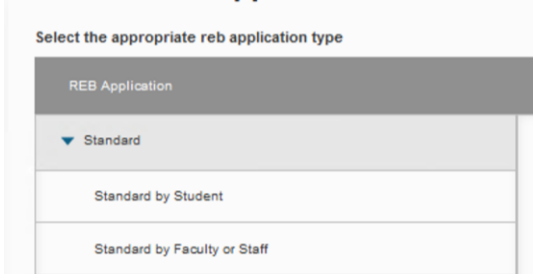 Select the appropriate reb application type
REB Application
Standard
Standard by Student
Standard by Faculty or Staff